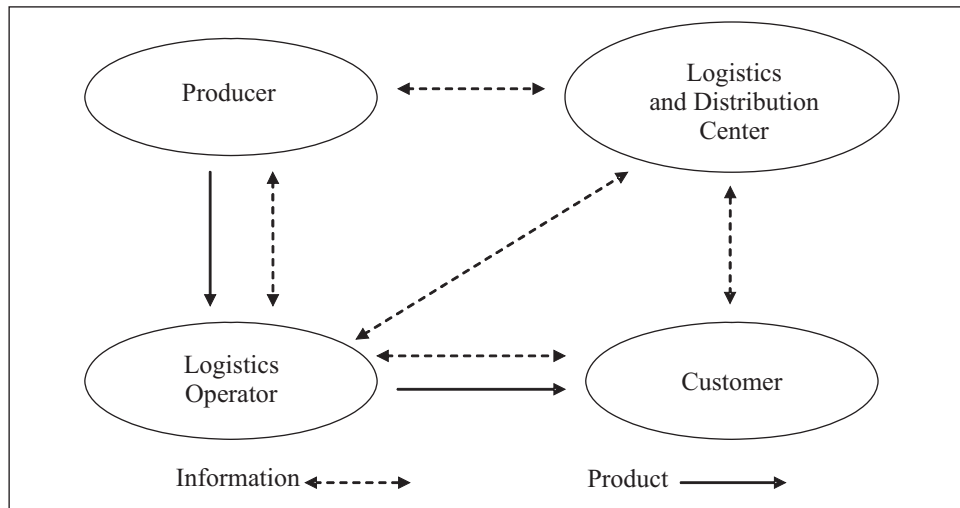 Producer
Logistics
and Distribution
Center
Logistics
Operator
Customer
Information
Product